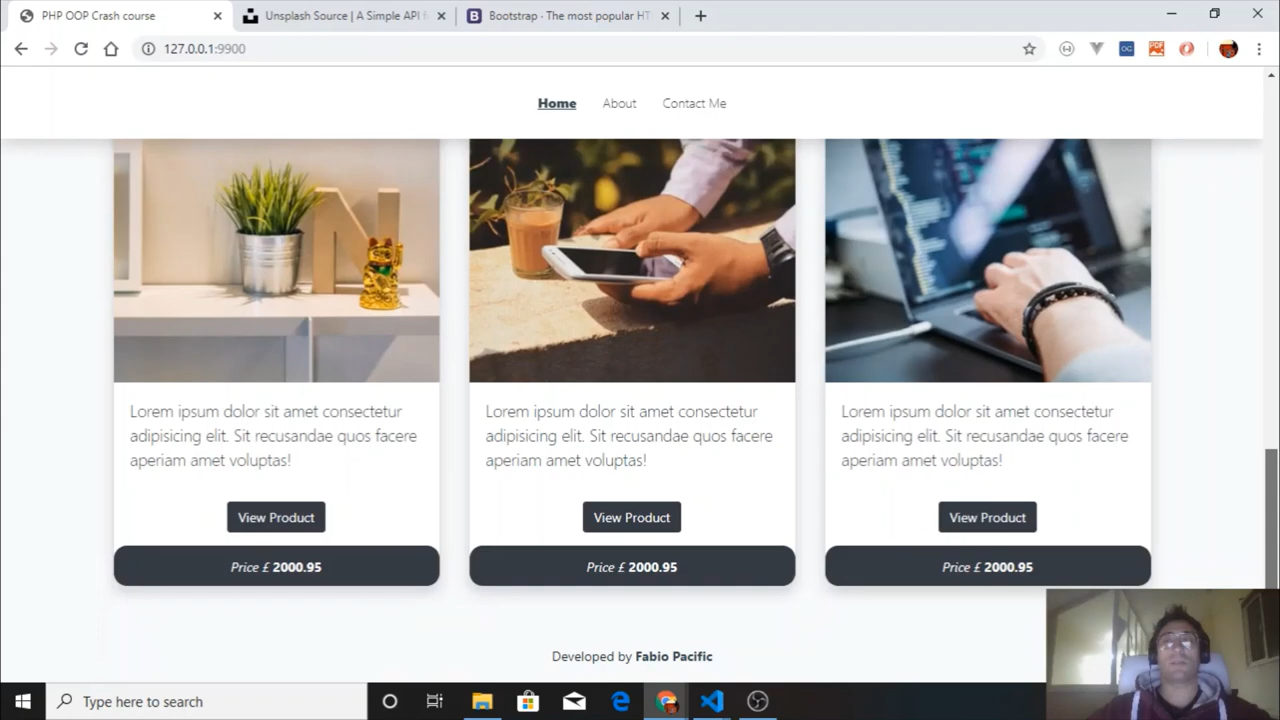 PHP OOP Crash course
Unsplash Source | A Simple API f
Bootstrap · The most popular HT
127.0.0.1:9900
Home About Contact Me
Lorem ipsum dolor sit amet consectetur
adipisicing elit. Sit recusandae quos facere
aperiam amet voluptas!
View Product
Price £ 2000.95
Lorem ipsum dolor sit amet consectetur
adipisicing elit. Sit recusandae quos facere
aperiam amet voluptas!
View Product
Price £ 2000.95
Lorem ipsum dolor sit amet consectetur
adipisicing elit. Sit recusandae quos facere
aperiam amet voluptas!
View Product
Price £ 2000.95
Developed by Fabio Pacific
Type here to search